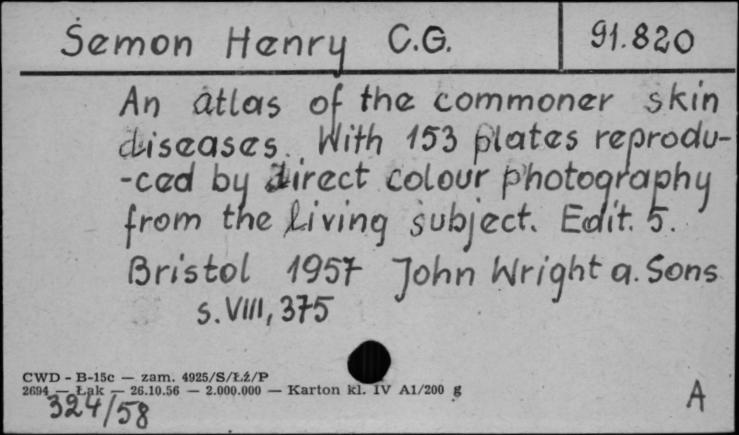 Semon Henry C.G. 91.820
An atlas of the commoner skin
diseases. With 153 plates reprodu-
-ced by direct colour photography
from the living subject. Edit. 5.
Bristol 1957 John Wright a. Sons
s. VIII, 375
CWD - B-15c — zam. 4925/S/Łż/P
2694 — Łąk — 26.10.56 — 2.000.000 — Karton kl. IV A1/200 g
324/58
A